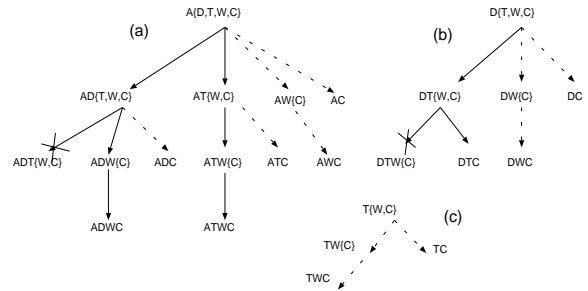 A{D,T,W,C}
(a)
AD{T,W,C} AT{W,C} AW{C} AC
ADT{W,C} ADW{C} ADC ATW{C} ATC AWC
ADWC ATWC
D{T,W,C}
(b)
DT{W,C} DW{C} DC
DTW{C} DTC DWC
T{W,C}
(c)
TW{C} TC
TWC